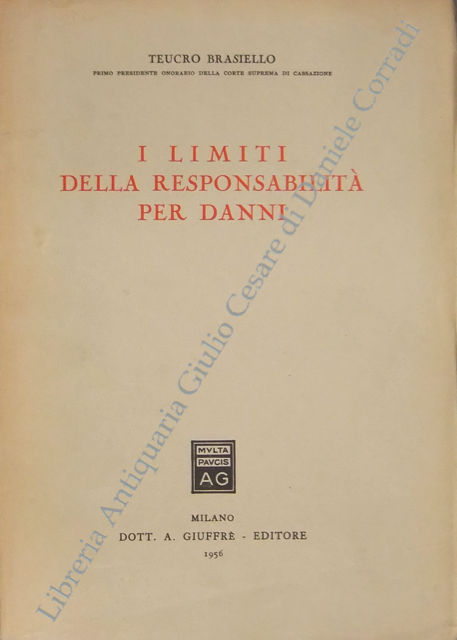 TEUCRO BRASIELLO
PRIMO PRESIDENTE ONORARIO DELLA CORTE SUPREMA DI CASSAZIONE
I LIMITI
DELLA RESPONSABILITÀ
PER DANNI
MVLTA
PAVCIS
AG
MILANO
DOTT. A. GIUFFRÈ - EDITORE
1956
Libreria Antiquaria Giulio Cesare di Daniele Corradi